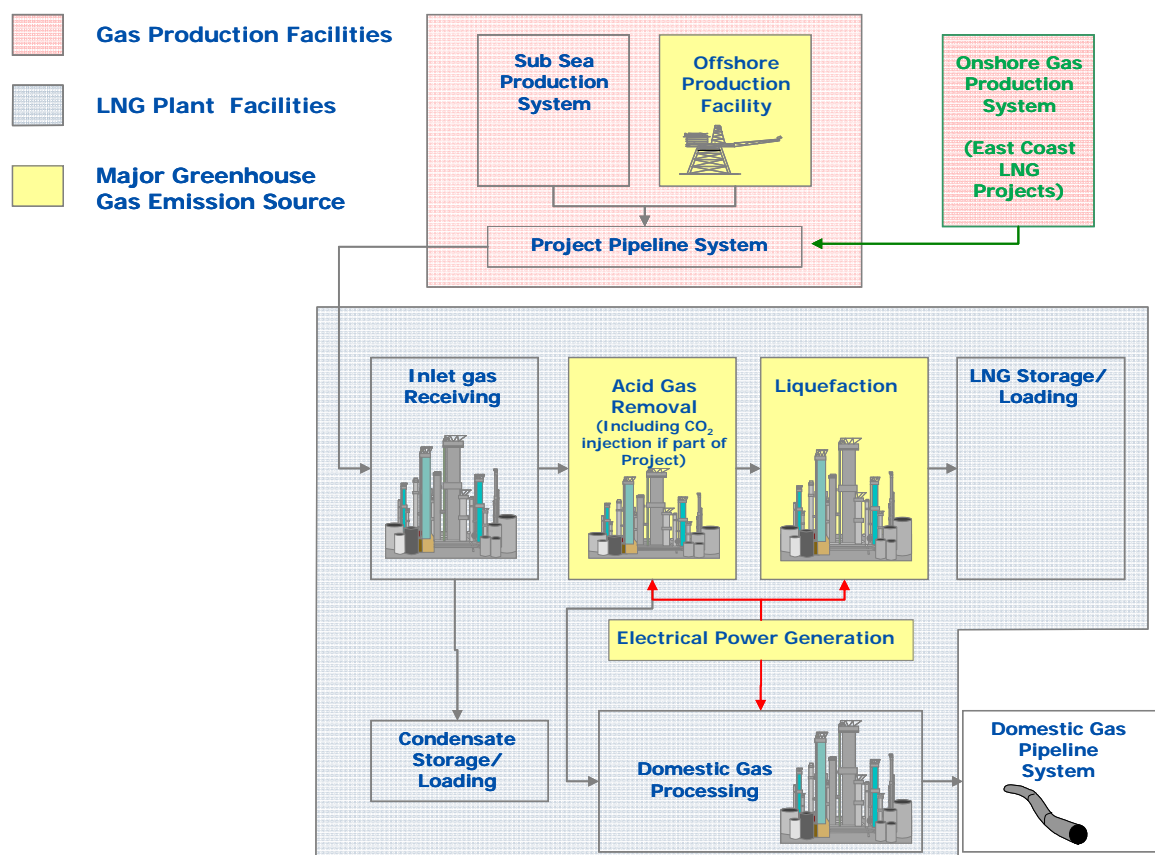 Gas Production Facilities
LNG Plant  Facilities
Major Greenhouse
Gas Emission Source
Sub Sea
Production
System
Offshore
Production
Facility
Onshore Gas
Production
System
(East Coast
LNG
Projects)
Project Pipeline System
Inlet gas
Receiving
Acid Gas
Removal
(Including CO₂
injection if part of
Project)
Liquefaction
LNG Storage/
Loading
Electrical Power Generation
Condensate
Storage/
Loading
Domestic Gas
Processing
Domestic Gas
Pipeline
System